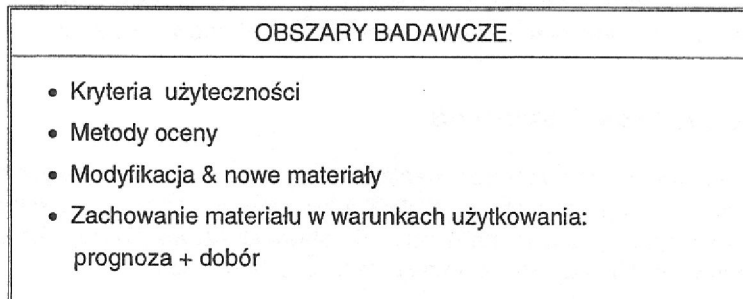 OBSZARY BADAWCZE
• Kryteria użyteczności
• Metody oceny
• Modyfikacja & nowe materiały
• Zachowanie materiału w warunkach użytkowania:
prognoza + dobór